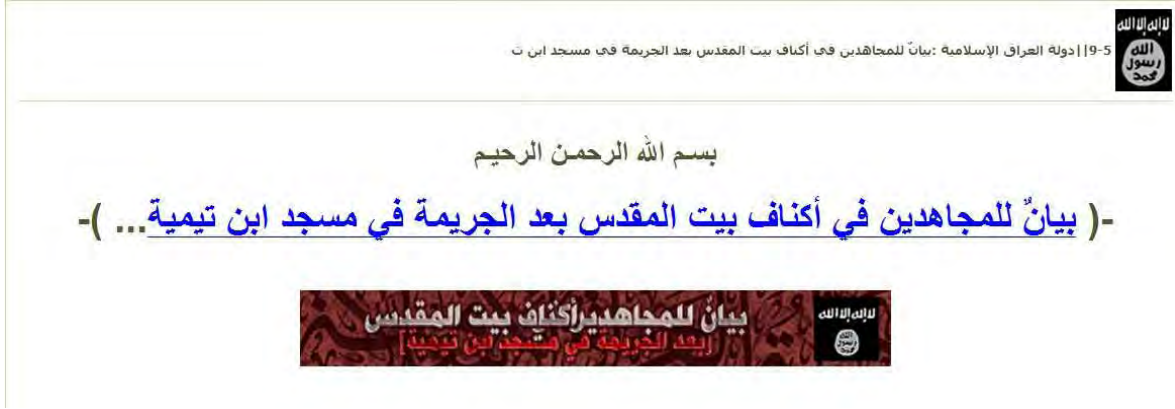 لا إله إلا الله
الله
رسول
محمد
9-5||دولة العراق الإسلامية :بيانٌ للمجاهدين في أكناف بيت المقدس بعد الجريمة في مسجد ابن ت
بسم الله الرحمن الرحيم
-( بيانٌ للمجاهدين في أكناف بيت المقدس بعد الجريمة في مسجد ابن تيمية... )-
لا إله إلا الله
الله
رسول
محمد
بيانٌ للمجاهدين أكناف بيت المقدس
[بعد الجريمة في مسجد ابن تيمية]